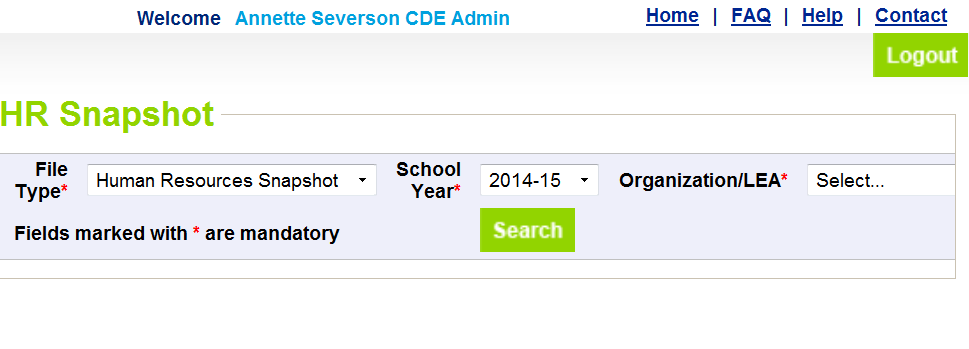 Welcome Annette Severson CDE Admin Home | FAQ | Help | Contact
Logout
HR Snapshot
File Type* Human Resources Snapshot School Year* 2014-15 Organization/LEA* Select...
Fields marked with * are mandatory Search